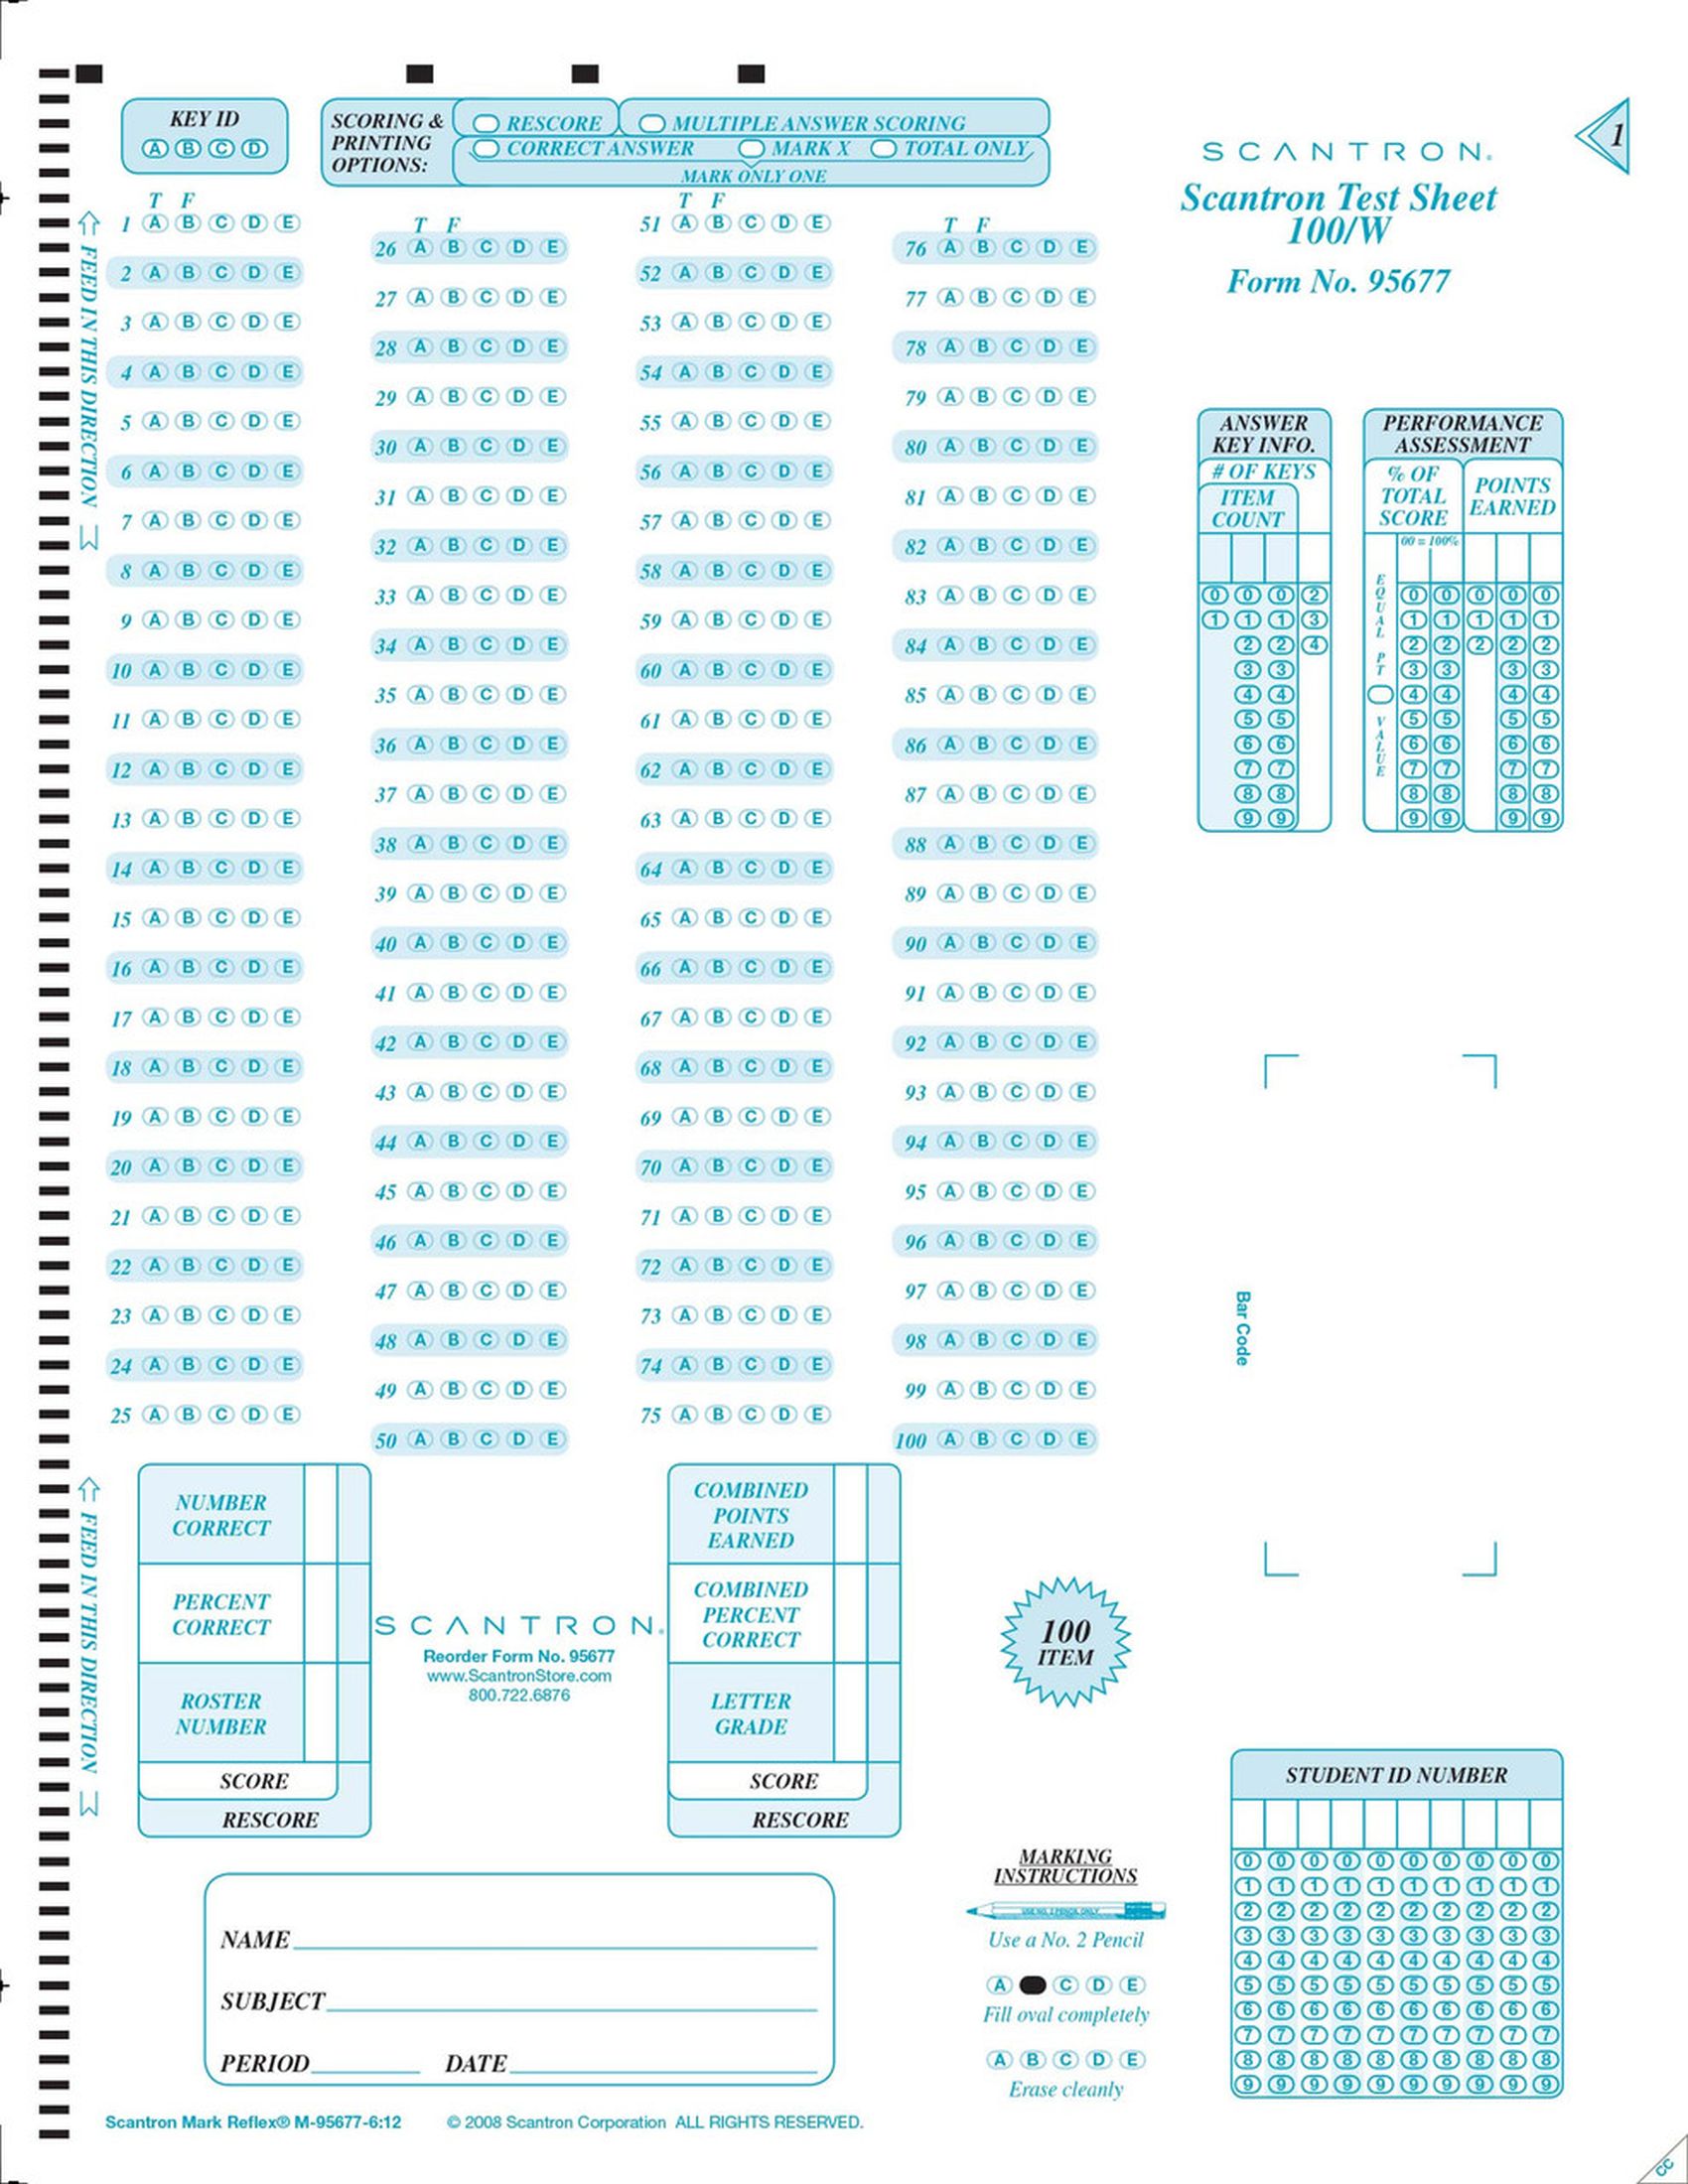 KEY ID
A B C D
SCORING &
PRINTING
OPTIONS:
RESCORE
MULTIPLE ANSWER SCORING
CORRECT ANSWER
MARK X
TOTAL ONLY
MARK ONLY ONE
SCANTRON.
Scantron Test Sheet
100/W
Form No. 95677
1
FEED IN THIS DIRECTION
T F
1 A B C D E
2 A B C D E
3 A B C D E
4 A B C D E
5 A B C D E
6 A B C D E
7 A B C D E
8 A B C D E
9 A B C D E
10 A B C D E
11 A B C D E
12 A B C D E
13 A B C D E
14 A B C D E
15 A B C D E
16 A B C D E
17 A B C D E
18 A B C D E
19 A B C D E
20 A B C D E
21 A B C D E
22 A B C D E
23 A B C D E
24 A B C D E
25 A B C D E
T F
26 A B C D E
27 A B C D E
28 A B C D E
29 A B C D E
30 A B C D E
31 A B C D E
32 A B C D E
33 A B C D E
34 A B C D E
35 A B C D E
36 A B C D E
37 A B C D E
38 A B C D E
39 A B C D E
40 A B C D E
41 A B C D E
42 A B C D E
43 A B C D E
44 A B C D E
45 A B C D E
46 A B C D E
47 A B C D E
48 A B C D E
49 A B C D E
50 A B C D E
T F
51 A B C D E
52 A B C D E
53 A B C D E
54 A B C D E
55 A B C D E
56 A B C D E
57 A B C D E
58 A B C D E
59 A B C D E
60 A B C D E
61 A B C D E
62 A B C D E
63 A B C D E
64 A B C D E
65 A B C D E
66 A B C D E
67 A B C D E
68 A B C D E
69 A B C D E
70 A B C D E
71 A B C D E
72 A B C D E
73 A B C D E
74 A B C D E
75 A B C D E
T F
76 A B C D E
77 A B C D E
78 A B C D E
79 A B C D E
80 A B C D E
81 A B C D E
82 A B C D E
83 A B C D E
84 A B C D E
85 A B C D E
86 A B C D E
87 A B C D E
88 A B C D E
89 A B C D E
90 A B C D E
91 A B C D E
92 A B C D E
93 A B C D E
94 A B C D E
95 A B C D E
96 A B C D E
97 A B C D E
98 A B C D E
99 A B C D E
100 A B C D E
ANSWER
KEY INFO.
# OF KEYS
ITEM
COUNT
0 0 0 2
1 1 1 3
2 2 4
3 3
4 4
5 5
6 6
7 7
8 8
9 9
PERFORMANCE
ASSESSMENT
% OF
TOTAL
SCORE
POINTS
EARNED
00 = 100%
EQUAL PT VALUE
0 0 0 0 0
1 1 1 1 1
2 2 2 2 2
3 3 3 3
4 4 4 4
5 5 5 5
6 6 6 6
7 7 7 7
8 8 8 8
9 9 9 9
Bar Code
FEED IN THIS DIRECTION
NUMBER
CORRECT
PERCENT
CORRECT
ROSTER
NUMBER
SCORE
RESCORE
SCANTRON.
Reorder Form No. 95677
www.ScantronStore.com
800.722.6876
COMBINED
POINTS
EARNED
COMBINED
PERCENT
CORRECT
LETTER
GRADE
SCORE
RESCORE
100
ITEM
STUDENT ID NUMBER
0 0 0 0 0 0 0 0 0 0
1 1 1 1 1 1 1 1 1 1
2 2 2 2 2 2 2 2 2 2
3 3 3 3 3 3 3 3 3 3
4 4 4 4 4 4 4 4 4 4
5 5 5 5 5 5 5 5 5 5
6 6 6 6 6 6 6 6 6 6
7 7 7 7 7 7 7 7 7 7
8 8 8 8 8 8 8 8 8 8
9 9 9 9 9 9 9 9 9 9
MARKING
INSTRUCTIONS
USE NO. 2 PENCIL ONLY
Use a No. 2 Pencil
A C D E
Fill oval completely
A B C D E
Erase cleanly
NAME
SUBJECT
PERIOD DATE
Scantron Mark Reflex® M-95677-6:12 © 2008 Scantron Corporation ALL RIGHTS RESERVED.
CC